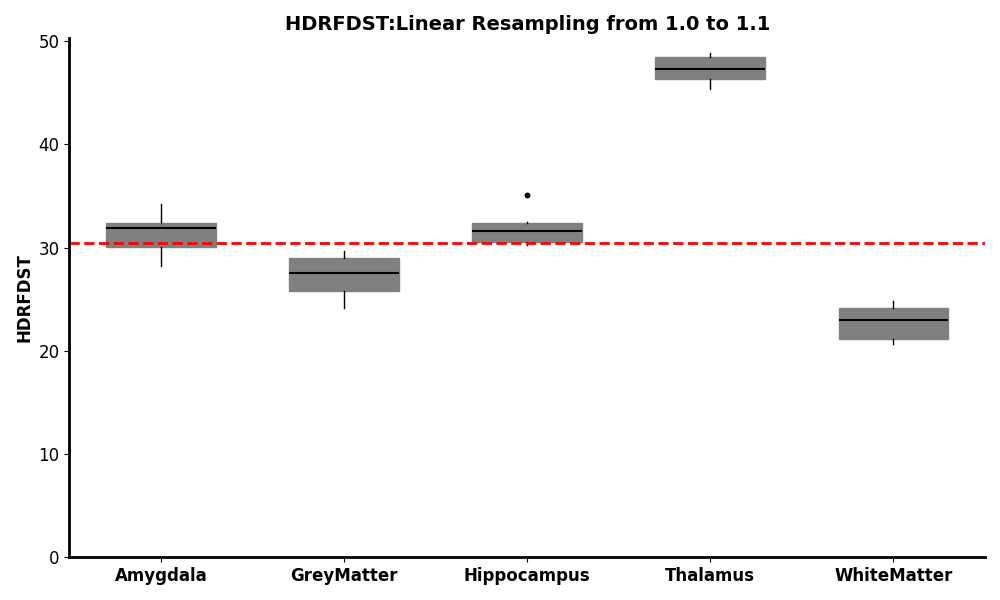 HDRFDST:Linear Resampling from 1.0 to 1.1
50
40
30
20
10
0
HDRFDST
Amygdala GreyMatter Hippocampus Thalamus WhiteMatter